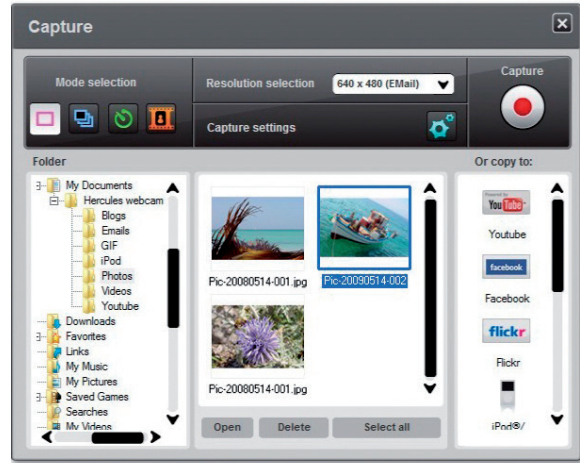 Capture
Mode selection
Resolution selection
640 x 480 (EMail)
Capture
Capture settings
Folder
Or copy to:
My Documents
Hercules webcam
Blogs
Emails
GIF
iPod
Photos
Videos
Youtube
Downloads
Favorites
Links
My Music
My Pictures
Saved Games
Searches
My Videos
Pic-20080514-001.jpg
Pic-20090514-002
Pic-20080514-001.jpg
Open
Delete
Select all
Powered by
YouTube
Youtube
facebook
Facebook
flickr
Flickr
iPod®/